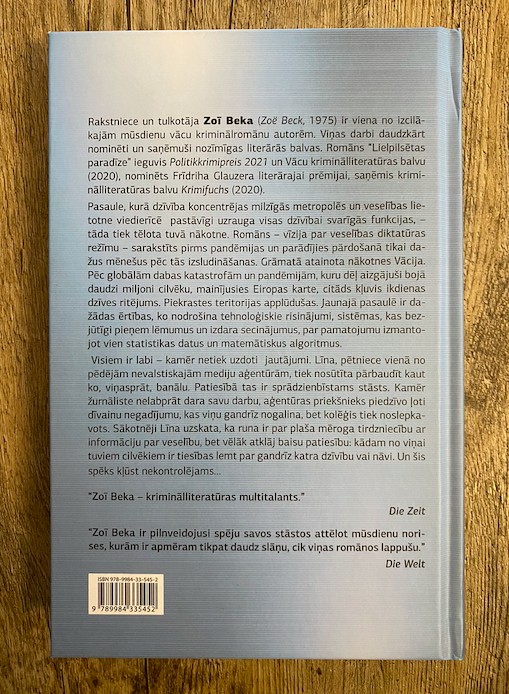 Rakstniece un tulkotāja Zoī Beka (Zoë Beck, 1975) ir viena no izcilā-
kajām mūsdienu vācu kriminālromānu autorēm. Viņas darbi daudzkārt
nominēti un saņēmuši nozīmīgas literārās balvas. Romāns "Lielpilsētas
paradīze" ieguvis Politikkrimipreis 2021 un Vācu krimināliteratūras balvu
(2020), nominēts Frīdriha Glauzera literārajai prēmijai, saņēmis krimi-
nālliteratūras balvu Krimifuchs (2020).
Pasaule, kurā dzīvība koncentrējas milzīgās metropolēs un veselības lie-
totne viedierīcē pastāvīgi uzrauga visas dzīvībai svarīgās funkcijas, –
tāda tiek tēlota tuvā nākotne. Romāns – vīzija par veselības diktatūras
režīmu – sarakstīts pirms pandēmijas un parādījies pārdošanā tikai da-
žus mēnešus pēc tās izsludināšanas. Grāmatā atainota nākotnes Vācija.
Pēc globālām dabas katastrofām un pandēmijām, kuru dēļ aizgājuši bojā
daudzi miljoni cilvēku, mainījusies Eiropas karte, citāds kļuvis ikdienas
dzīves ritējums. Piekrastes teritorijas applūdušas. Jaunajā pasaulē ir da-
žādas ērtības, ko nodrošina tehnoloģiskie risinājumi, sistēmas, kas bez-
jūtīgi pieņem lēmumus un izdara secinājumus, par pamatojumu izmanto-
jot vien statistikas datus un matemātiskus algoritmus.
Visiem ir labi – kamēr netiek uzdoti jautājumi. Līna, pētniece vienā no
pēdējām nevalstiskajām mediju aģentūrām, tiek nosūtīta pārbaudīt kaut
ko, viņasprāt, banālu. Patiesībā tas ir sprādzienbīstams stāsts. Kamēr
žurnāliste nelabprāt dara savu darbu, aģentūras priekšnieks piedzīvo ļoti
dīvainu negadījumu, kas viņu gandrīz nogalina, bet kolēģis tiek noslepka-
vots. Sākotnēji Līna uzskata, ka runa ir par plaša mēroga tirdzniecību ar
informāciju par veselību, bet vēlāk atklāj baisu patiesību: kādam no viņai
tuviem cilvēkiem ir tiesības lemt par gandrīz katra dzīvību vai nāvi. Un šis
spēks kļūst nekontrolējams...
"Zoī Beka – krimināliteratūras multitalants."
Die Zeit
"Zoī Beka ir pilnveidojusi spēju savos stāstos attēlot mūsdienu nori-
ses, kurām ir apmēram tikpat daudz slāņu, cik viņas romānos lappušu."
Die Welt
ISBN 978-9984-33-545-2
9 789984 335452